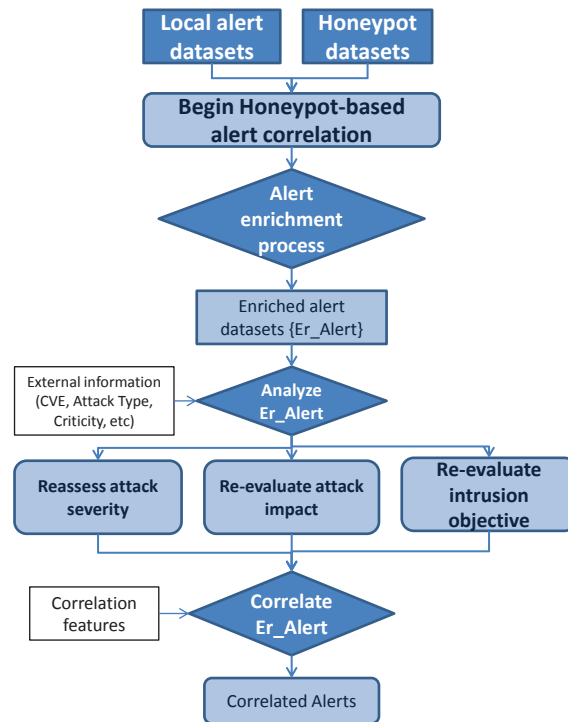 Local alert
datasets
Honeypot
datasets
Begin Honeypot-based
alert correlation
Alert
enrichment
process
Enriched alert
datasets {Er_Alert}
External information
(CVE, Attack Type,
Criticity, etc)
Analyze
Er_Alert
Reassess attack
severity
Re-evaluate attack
impact
Re-evaluate
intrusion
objective
Correlation
features
Correlate
Er_Alert
Correlated Alerts